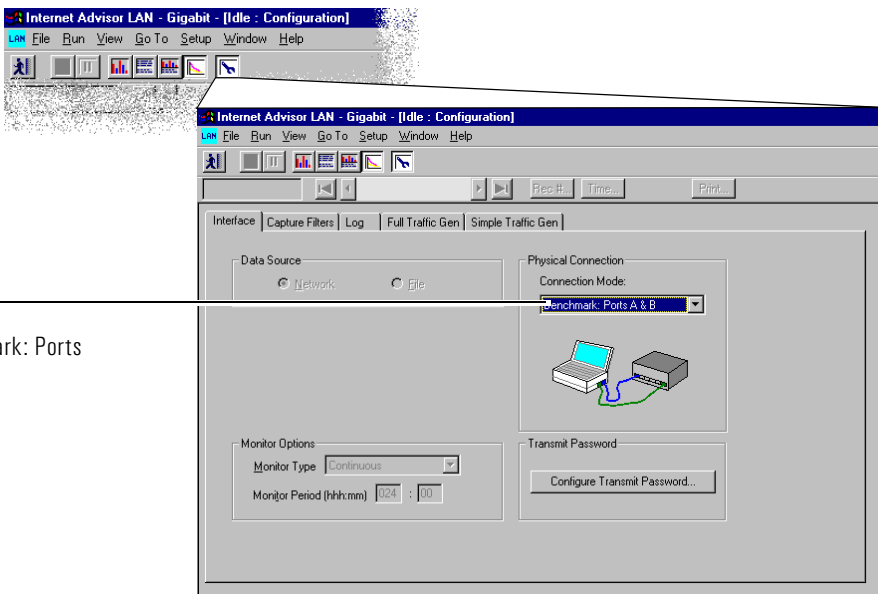 Internet Advisor LAN - Gigabit - [Idle : Configuration]
LAN File Run View Go To Setup Window Help
Internet Advisor LAN - Gigabit - [Idle : Configuration]
LAN File Run View Go To Setup Window Help
Rec #... Time... Print...
Interface Capture Filters Log Full Traffic Gen Simple Traffic Gen
Data Source
Network File
Physical Connection
Connection Mode:
Benchmark: Ports A & B
ark: Ports
Monitor Options
Monitor Type Continuous
Monitor Period (hhh:mm) 024 : 00
Transmit Password
Configure Transmit Password...